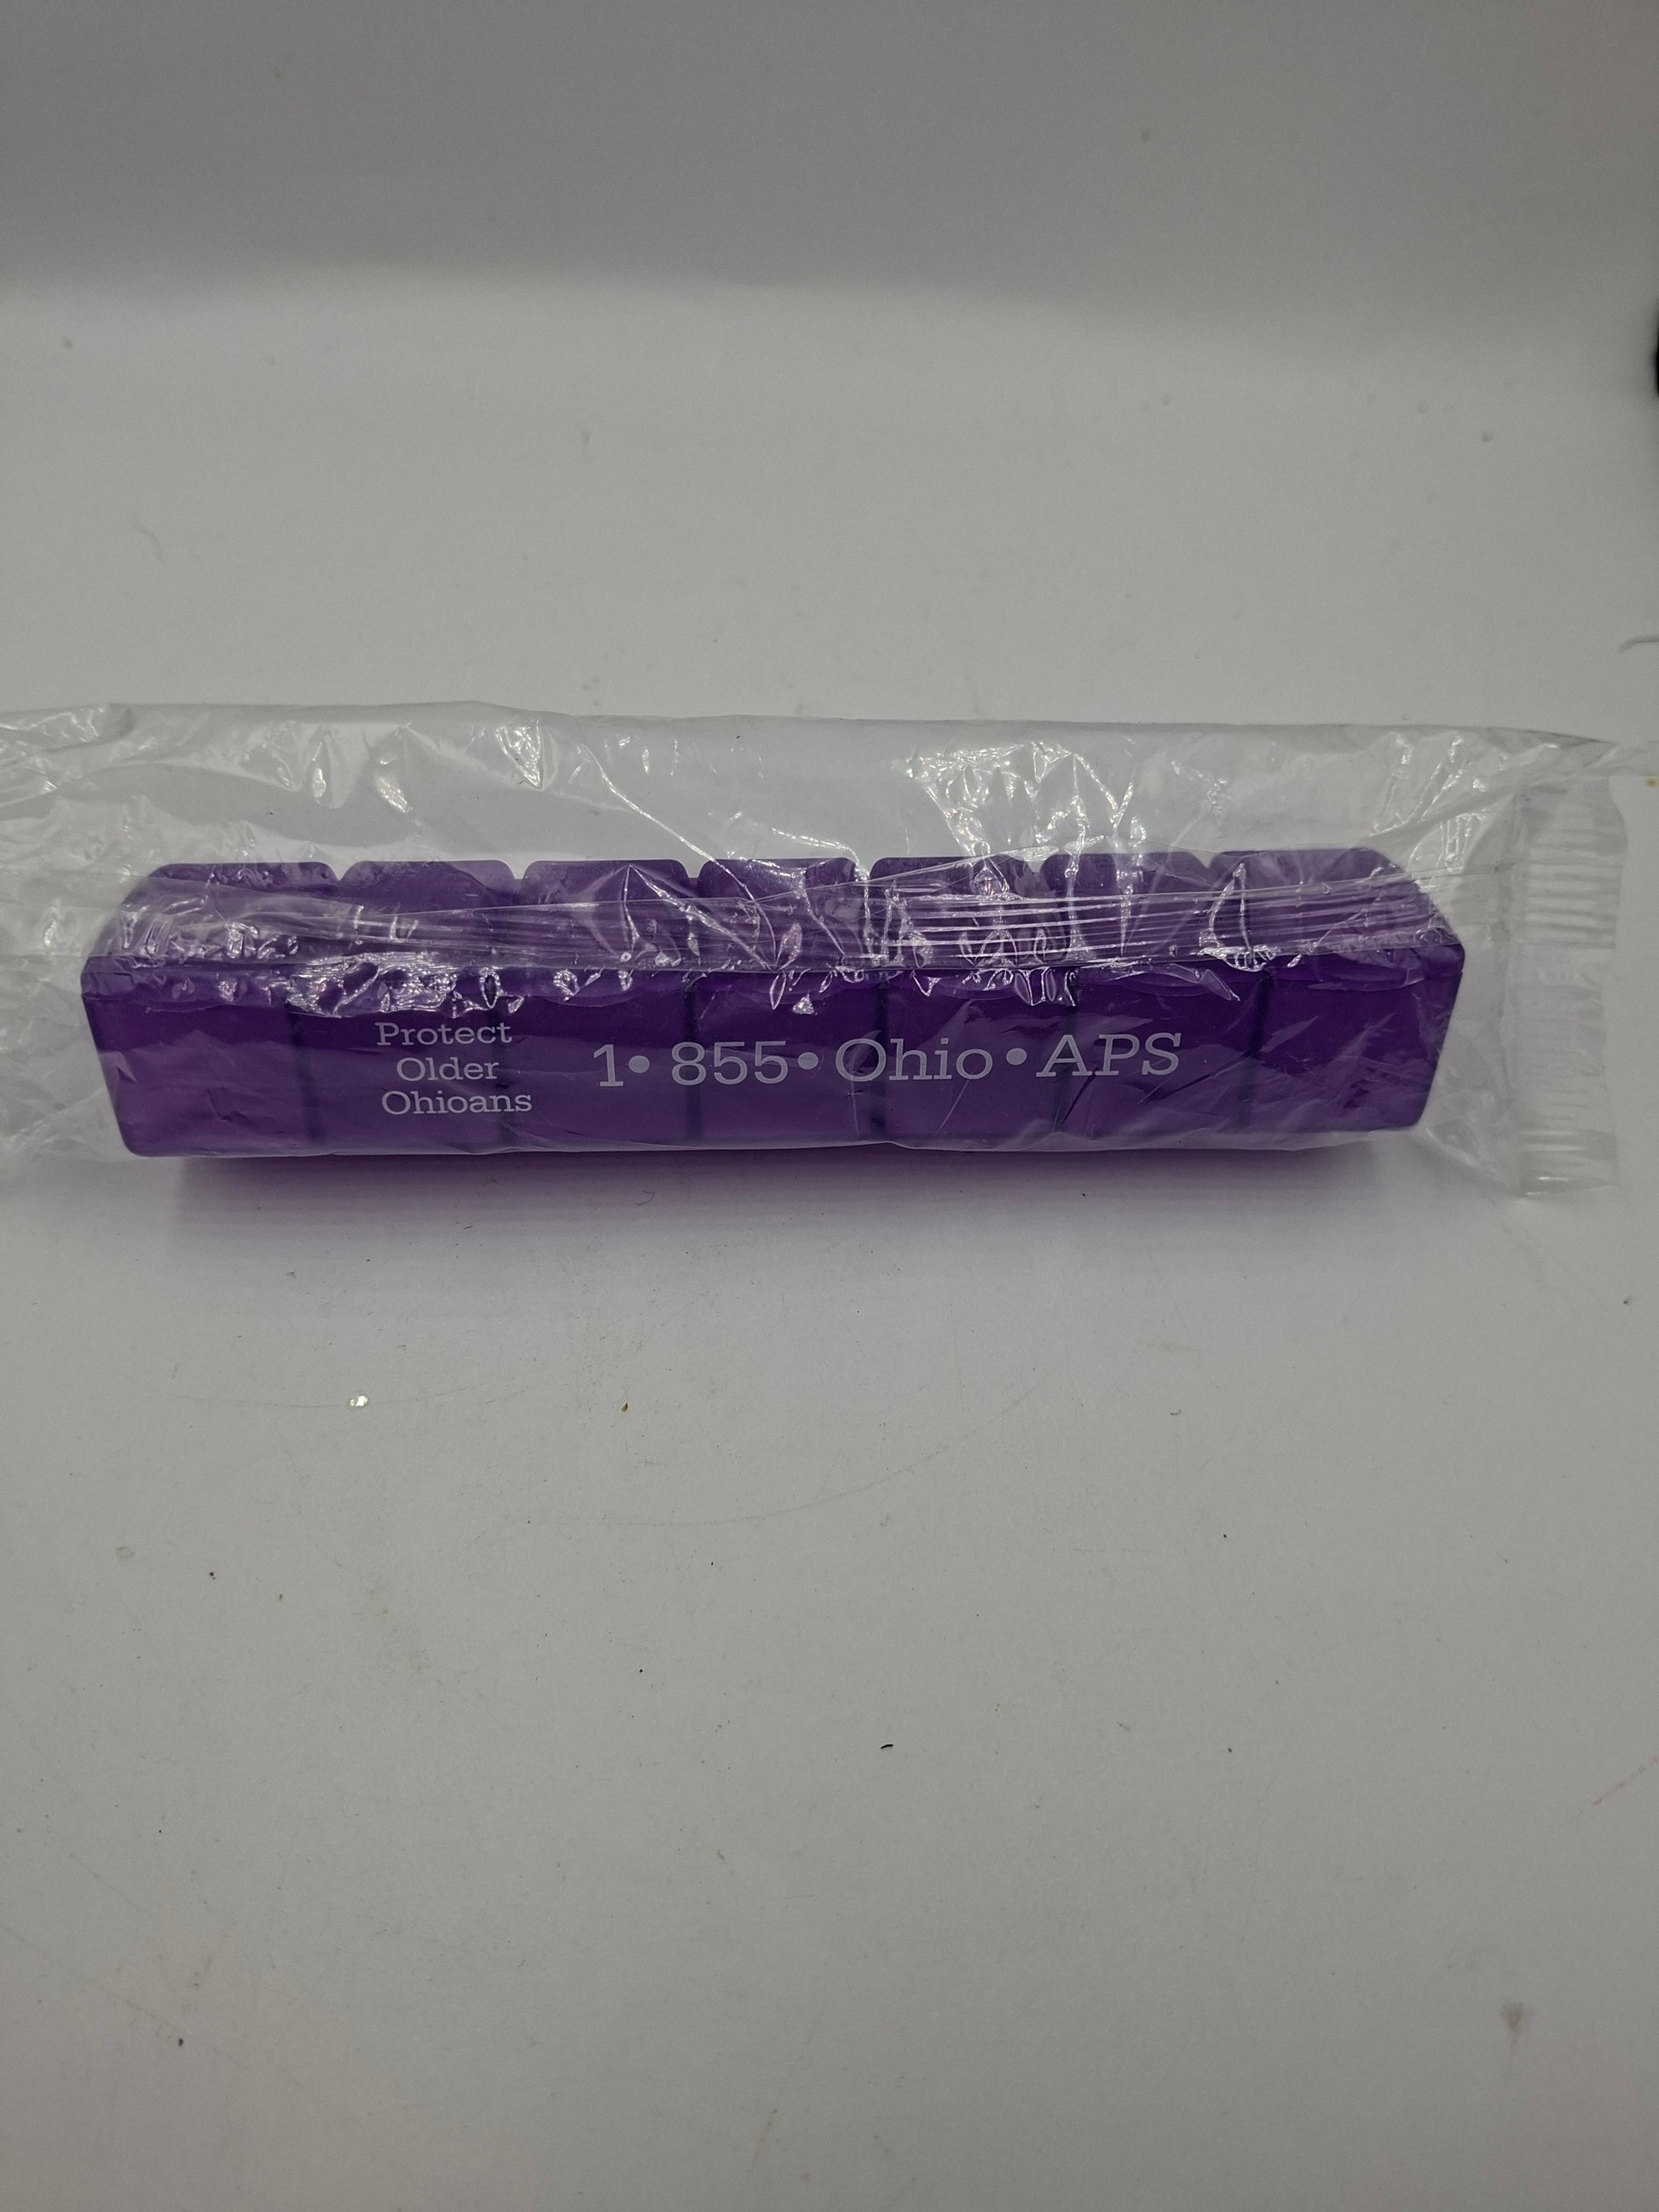 Protect
Older
Ohioans
1• 855• Ohio • APS